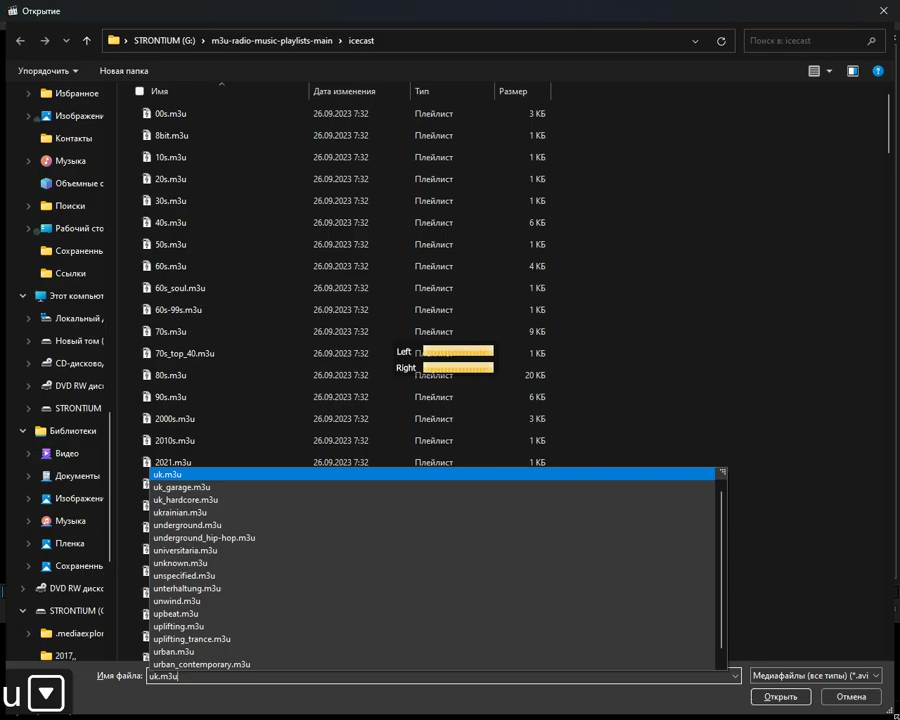 Открытие
STRONTIUM (G:) › m3u-radio-music-playlists-main › icecast
Поиск в: icecast
Упорядочить
Новая папка
Имя
Дата изменения
Тип
Размер
Избранное
Изображени
Контакты
Музыка
Объемные с
Поиски
Рабочий сто
Сохраненны
Ссылки
Этот компьют
Локальный д
Новый том (
CD-дисково,
DVD RW дис
STRONTIUM
Библиотеки
Видео
Документы
Изображени
Музыка
Пленка
Сохраненны
DVD RW диско
STRONTIUM (G
.mediaexplor
2017,,
00s.m3u 26.09.2023 7:32 Плейлист 3 КБ
8bit.m3u 26.09.2023 7:32 Плейлист 1 КБ
10s.m3u 26.09.2023 7:32 Плейлист 1 КБ
20s.m3u 26.09.2023 7:32 Плейлист 1 КБ
30s.m3u 26.09.2023 7:32 Плейлист 1 КБ
40s.m3u 26.09.2023 7:32 Плейлист 6 КБ
50s.m3u 26.09.2023 7:32 Плейлист 1 КБ
60s.m3u 26.09.2023 7:32 Плейлист 4 КБ
60s_soul.m3u 26.09.2023 7:32 Плейлист 1 КБ
60s-99s.m3u 26.09.2023 7:32 Плейлист 1 КБ
70s.m3u 26.09.2023 7:32 Плейлист 9 КБ
70s_top_40.m3u 26.09.2023 7:32 Плейлист 1 КБ
80s.m3u 26.09.2023 7:32 Плейлист 20 КБ
90s.m3u 26.09.2023 7:32 Плейлист 6 КБ
2000s.m3u 26.09.2023 7:32 Плейлист 3 КБ
2010s.m3u 26.09.2023 7:32 Плейлист 1 КБ
2021.m3u 26.09.2023 7:32 Плейлист 1 КБ
Left
Right
uk.m3u
uk_garage.m3u
uk_hardcore.m3u
ukrainian.m3u
underground.m3u
underground_hip-hop.m3u
universitaria.m3u
unknown.m3u
unspecified.m3u
unterhaltung.m3u
unwind.m3u
upbeat.m3u
uplifting.m3u
uplifting_trance.m3u
urban.m3u
urban_contemporary.m3u
Имя файла: uk.m3u
Медиафайлы (все типы) (*.avi
Открыть
Отмена
u